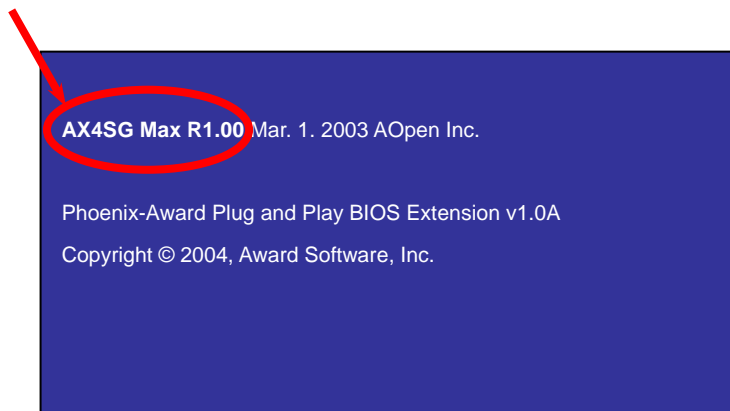 AX4SG Max R1.00 Mar. 1. 2003 AOpen Inc.
Phoenix-Award Plug and Play BIOS Extension v1.0A
Copyright © 2004, Award Software, Inc.